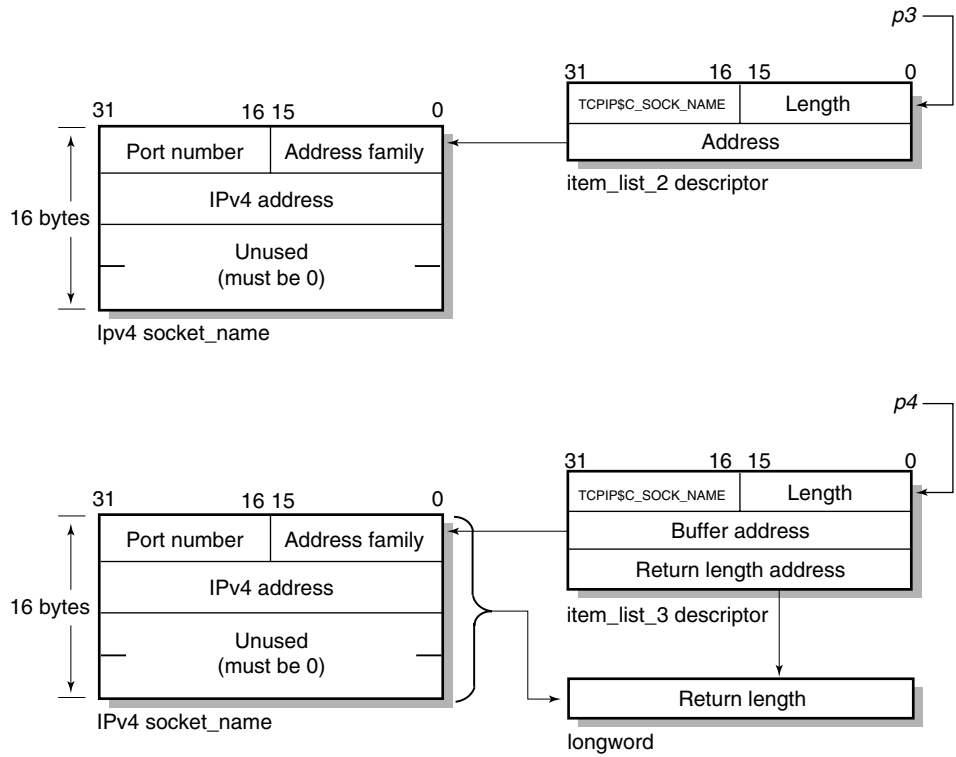 p3
31 16 15 0
TCPIP$C_SOCK_NAME Length
Address
item_list_2 descriptor
31 16 15 0
Port number Address family
IPv4 address
Unused
(must be 0)
16 bytes
Ipv4 socket_name
p4
31 16 15 0
TCPIP$C_SOCK_NAME Length
Buffer address
Return length address
item_list_3 descriptor
31 16 15 0
Port number Address family
IPv4 address
Unused
(must be 0)
16 bytes
IPv4 socket_name
Return length
longword